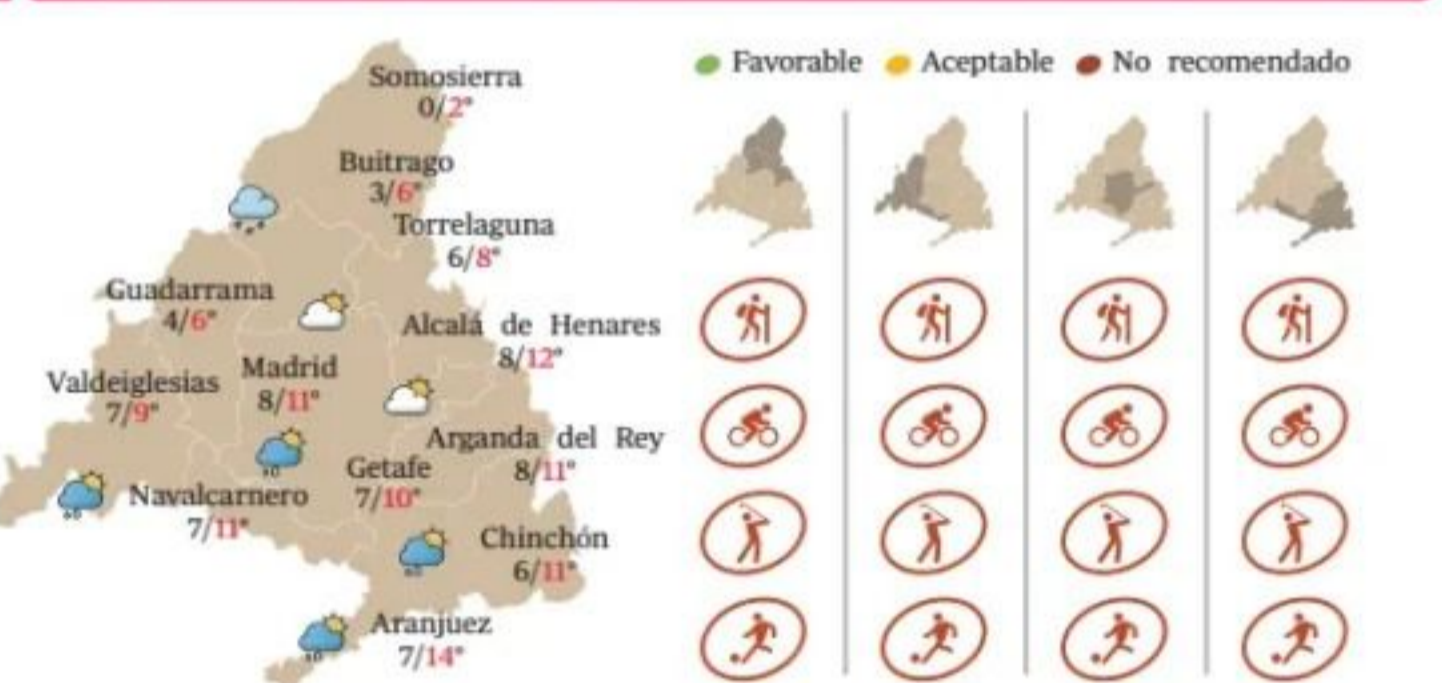 Somosierra
0/2°
Buitrago
3/6°
Torrelaguna
6/8°
Guadarrama
4/6°
Alcalá de Henares
8/12°
Madrid
8/11°
Valdeiglesias
7/9°
Arganda del Rey
8/11°
Getafe
7/10°
Navalcarnero
7/11°
Chinchón
6/11°
Aranjuez
7/14°
Favorable Aceptable No recomendado